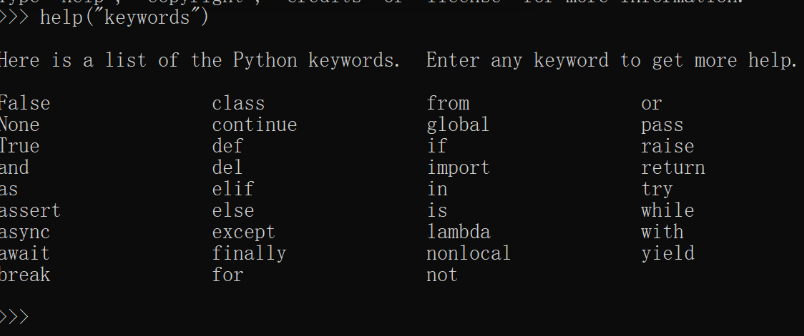 >>> help("keywords")
Here is a list of the Python keywords.  Enter any keyword to get more help.
False               class               from                or
None                continue            global              pass
True                def                 if                  raise
and                 del                 import              return
as                  elif                in                  try
assert              else                is                  while
async               except              lambda              with
await               finally             nonlocal            yield
break               for                 not
>>>